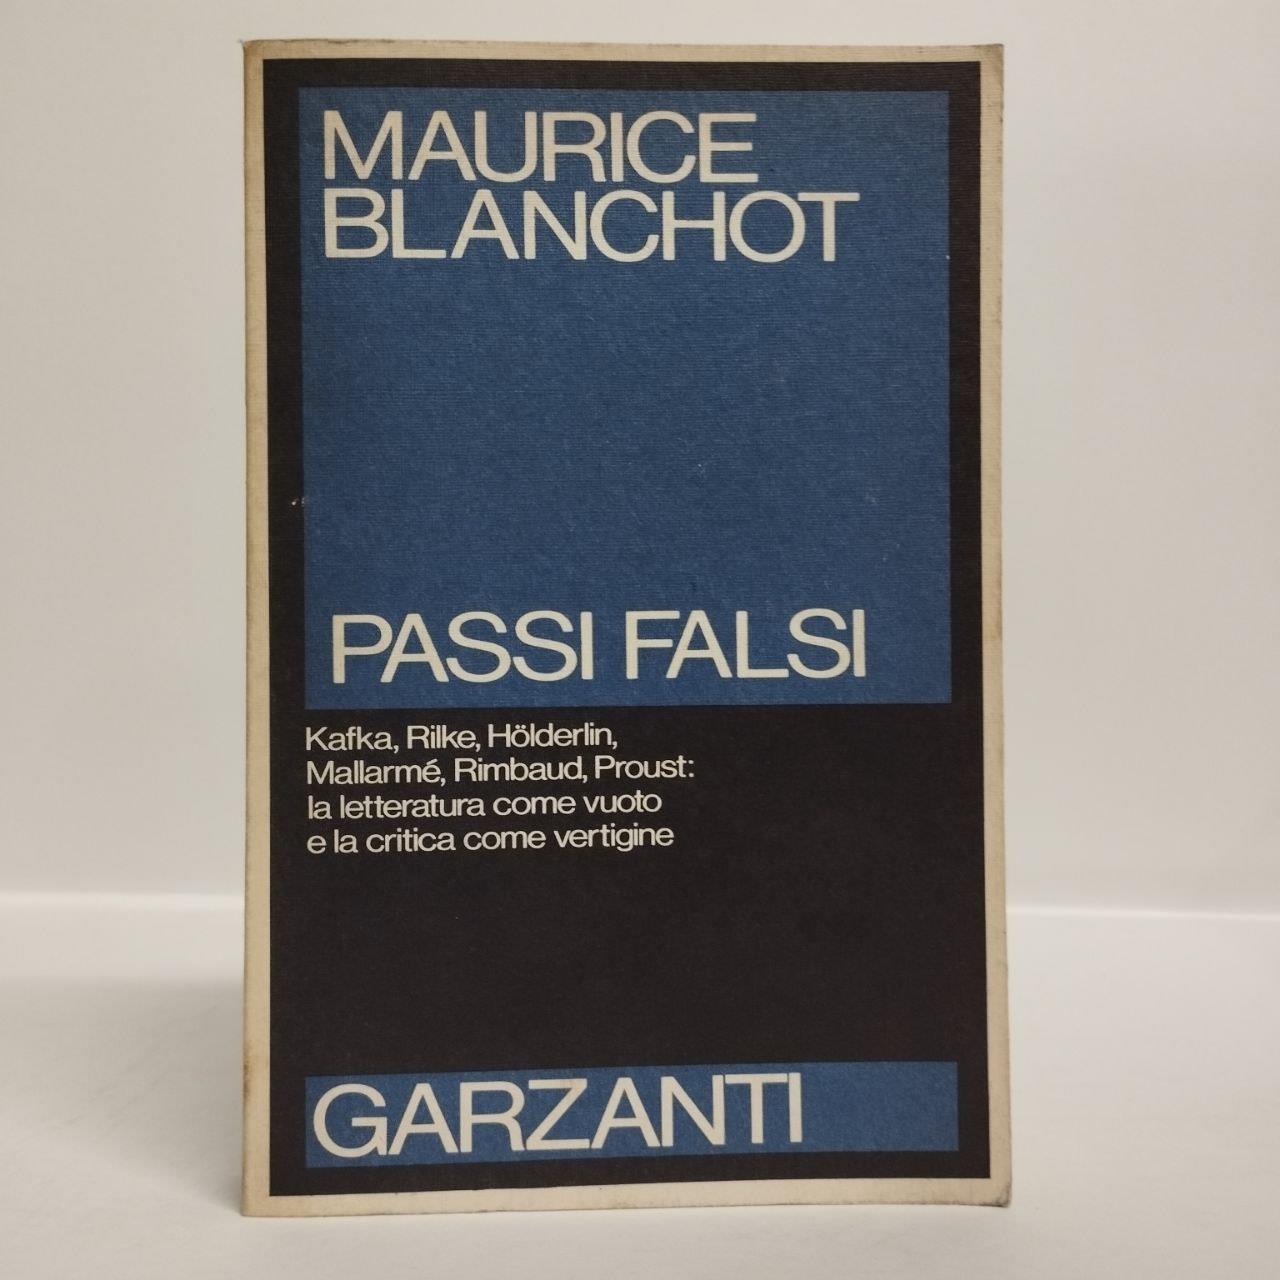 MAURICE
BLANCHOT
PASSI FALSI
Kafka, Rilke, Hölderlin,
Mallarmé, Rimbaud, Proust:
la letteratura come vuoto
e la critica come vertigine
GARZANTI